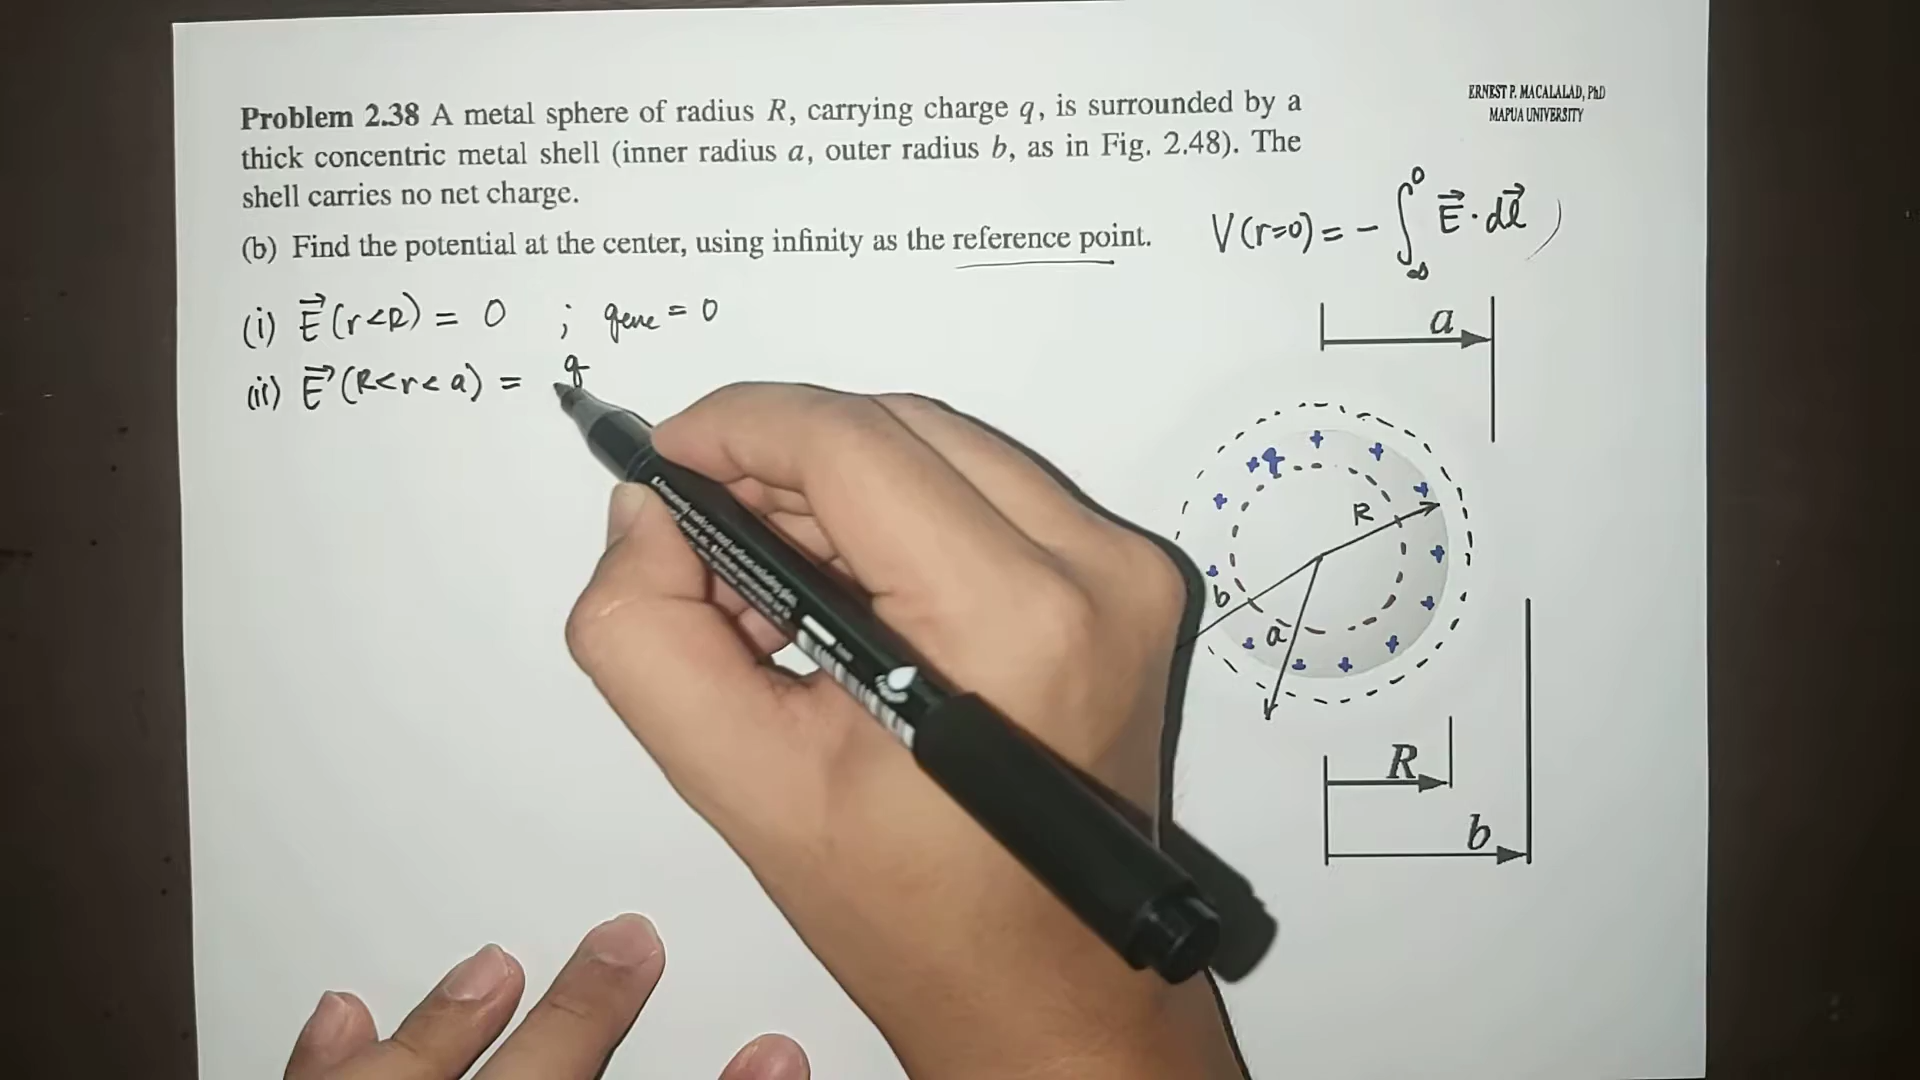 Problem 2.38 A metal sphere of radius R, carrying charge q, is surrounded by a
thick concentric metal shell (inner radius a, outer radius b, as in Fig. 2.48). The
shell carries no net charge.
(b) Find the potential at the center, using infinity as the reference point.
ERNEST P. MACALALAD, PhD
MAPUA UNIVERSITY
V(r=0) = - ∫_∞^0 E⃗ · dl⃗
(i) E⃗ (r<R) = 0 ; qenc = 0
(ii) E⃗ (R<r<a) = q
a
+q
R
b
a
R
b